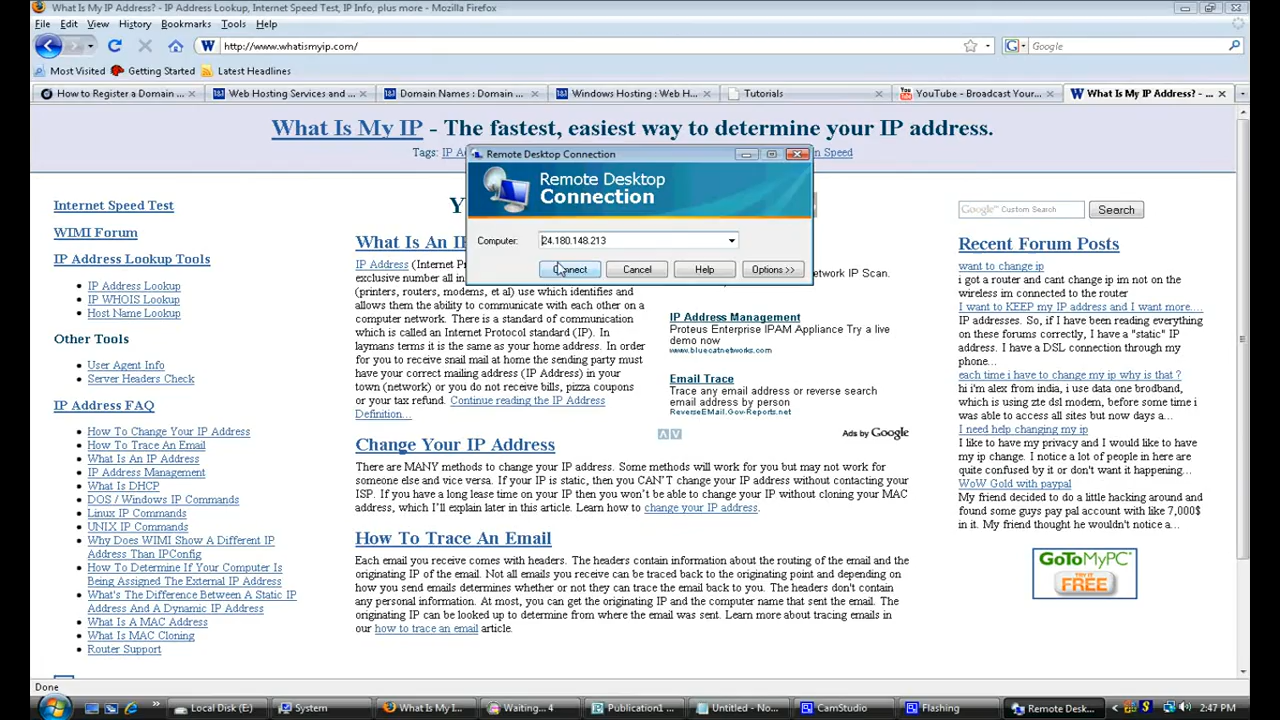 What Is My IP Address? - IP Address Lookup, Internet Speed Test, IP Info, plus more - Mozilla Firefox
File Edit View History Bookmarks Tools Help
http://www.whatismyip.com/
Google
Most Visited Getting Started Latest Headlines
How to Register a Domain ...
Web Hosting Services and ...
Domain Names : Domain ...
Windows Hosting : Web H...
Tutorials
YouTube - Broadcast Your...
What Is My IP Address? - ...
What Is My IP - The fastest, easiest way to determine your IP address.
Tags: IP A
Speed
Remote Desktop Connection
Remote Desktop
Connection
Computer: 24.180.148.213
Connect Cancel Help Options >>
Internet Speed Test
WIMI Forum
IP Address Lookup Tools
IP Address Lookup
IP WHOIS Lookup
Host Name Lookup
Other Tools
User Agent Info
Server Headers Check
IP Address FAQ
How To Change Your IP Address
How To Trace An Email
What Is An IP Address
IP Address Management
What Is DHCP
DOS / Windows IP Commands
Linux IP Commands
UNIX IP Commands
Why Does WIMI Show A Different IP
Address Than IPConfig
How To Determine If Your Computer Is
Being Assigned The External IP Address
What's The Difference Between A Static IP
Address And A Dynamic IP Address
What Is A MAC Address
What Is MAC Cloning
Router Support
Y
What Is An I
IP Address (Internet P
exclusive number all in
(printers, routers, modems, et al) use which identifies and
allows them the ability to communicate with each other on a
computer network. There is a standard of communication
which is called an Internet Protocol standard (IP). In
laymans terms it is the same as your home address. In order
for you to receive snail mail at home the sending party must
have your correct mailing address (IP Address) in your
town (network) or you do not receive bills, pizza coupons
or your tax refund. Continue reading the IP Address
Definition...
twork IP Scan.
IP Address Management
Proteus Enterprise IPAM Appliance Try a live
demo now
www.bluecatnetworks.com
Email Trace
Trace any email address or reverse search
email address by person
ReverseEMail.Gov-Reports.net
Ads by Google
Change Your IP Address
There are MANY methods to change your IP address. Some methods will work for you but may not work for
someone else and vice versa. If your IP is static, then you CAN'T change your IP address without contacting your
ISP. If you have a long lease time on your IP then you won't be able to change your IP without cloning your MAC
address, which I'll explain later in this article. Learn how to change your IP address.
How To Trace An Email
Each email you receive comes with headers. The headers contain information about the routing of the email and the
originating IP of the email. Not all emails you receive can be traced back to the originating point and depending on
how you send emails determines whether or not they can trace the email back to you. The headers don't contain
any personal information. At most, you can get the originating IP and the computer name that sent the email. The
originating IP can be looked up to determine from where the email was sent. Learn more about tracing emails in
our how to trace an email article.
Google Custom Search Search
Recent Forum Posts
want to change ip
i got a router and cant change ip im not on the
wireless im connected to the router
I want to KEEP my IP address and I want more....
IP addresses. So, if I have been reading everything
on these forums correctly, I have a "static" IP
address. I have a DSL connection through my
phone...
each time i have to change my ip why is that ?
hi i'm alex from india, i use data one brodband,
which is using zte dsl modem, before some time i
was able to access all sites but now days a...
I need help changing my ip
I like to have my privacy and I would like to have
my ip change. I notice a lot of people in here are
quite confused by it or don't want it happening...
WoW Gold with paypal
My friend decided to do a little hacking around and
found some guys pay pal account with like 7,000$
in it. My friend thought he wouldn't notice a...
GoToMyPC
TRY IT
FREE
Done
Local Disk (E:) System What Is My I... Waiting... 4 Publication1 ... Untitled - No... CamStudio Flashing Remote Desk... 2:47 PM